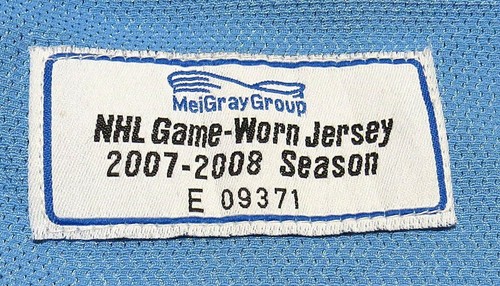 MeiGrayGroup
NHL Game-Worn Jersey
2007-2008 Season
E 09371